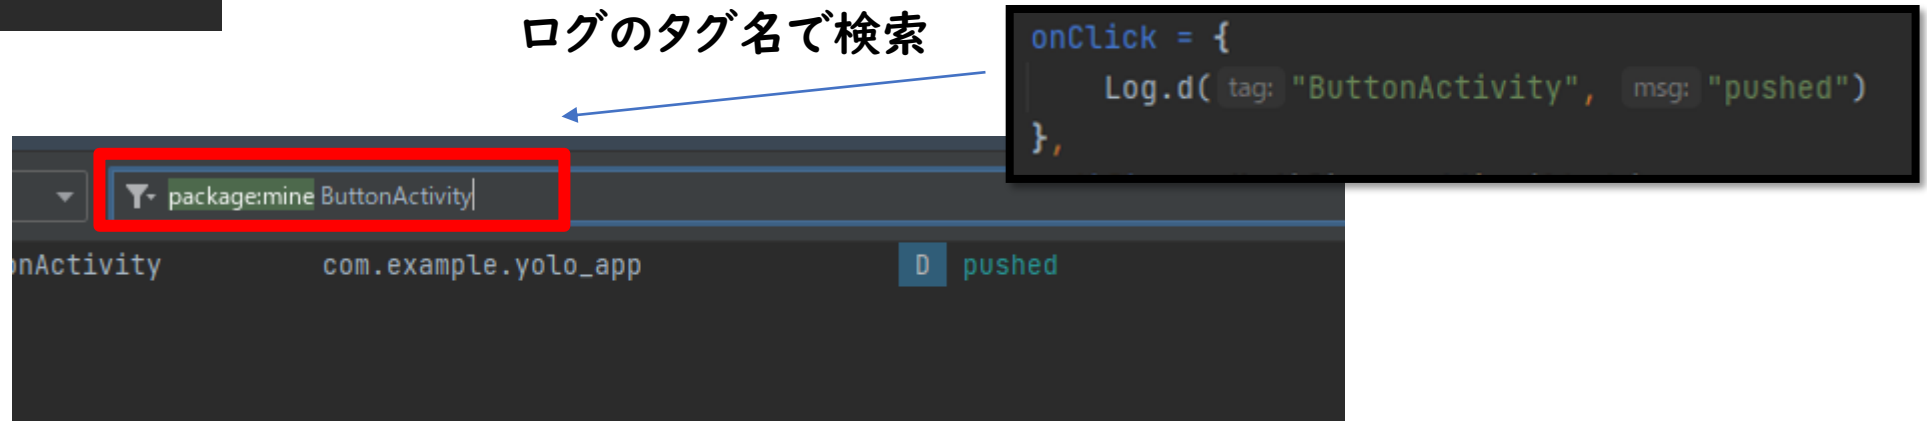 ログのタグ名で検索
onClick = {
Log.d( tag: "ButtonActivity", msg: "pushed")
},
package:mine ButtonActivity
onActivity com.example.yolo_app D pushed